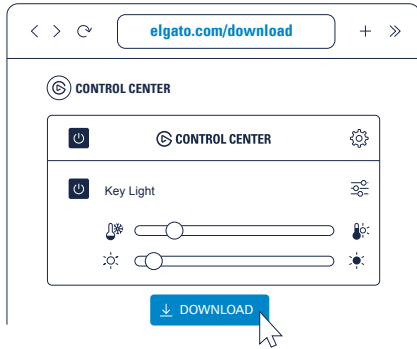 elgato.com/download
CONTROL CENTER
CONTROL CENTER
Key Light
DOWNLOAD